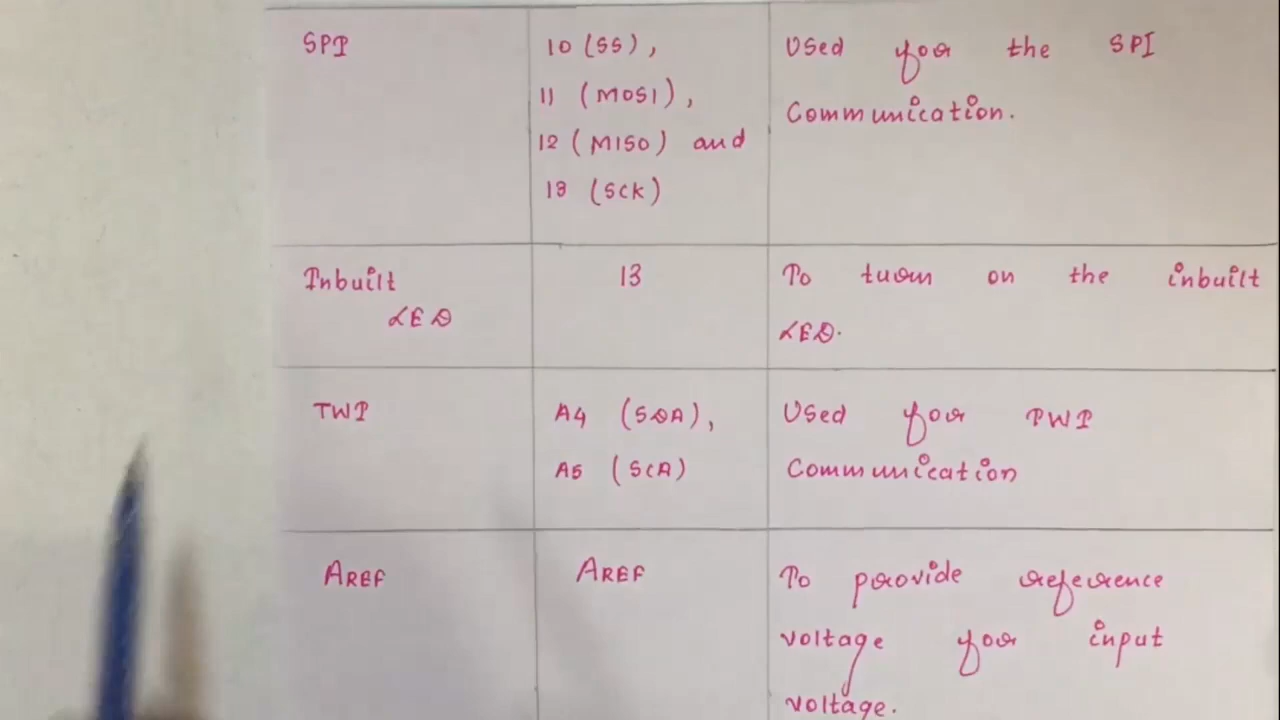 SPI 10 (SS), Used for the SPI
11 (MOSI), Communication.
12 (MISO) and
13 (SCK)
Inbuilt 13 To turn on the inbuilt
LED LED.
TWI A4 (SDA), Used for TWI
A5 (SCA) Communication
AREF AREF To provide reference
voltage for input
voltage.